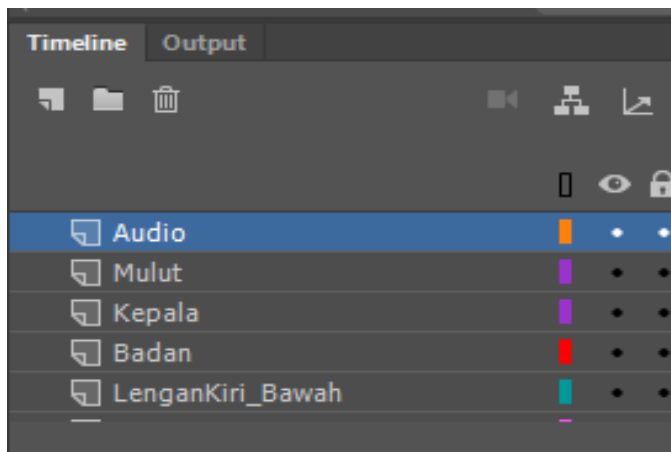 Timeline Output
Audio
Mulut
Kepala
Badan
LenganKiri_Bawah